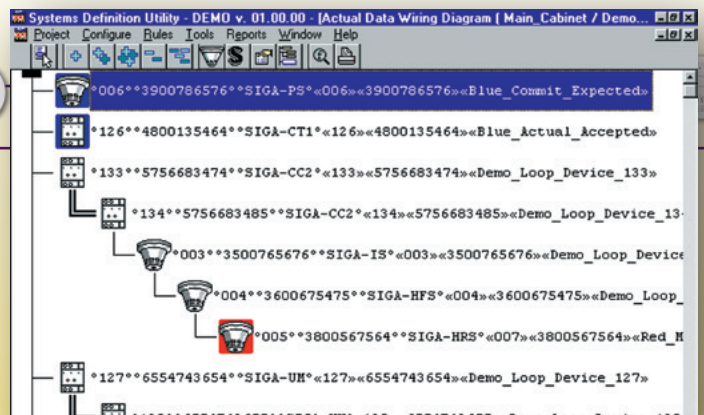 Systems Definition Utility - DEMO v. 01.00.00 - [Actual Data Wiring Diagram ( Main_Cabinet / Demo...
Project Configure Rules Tools Reports Window Help
°006°°3900786576°°SIGA-PS°«006»«3900786576»«Blue_Commit_Expected»
°126°°4800135464°°SIGA-CT1°«126»«4800135464»«Blue_Actual_Accepted»
°133°°5756683474°°SIGA-CC2°«133»«5756683474»«Demo_Loop_Device_133»
°134°°5756683485°°SIGA-CC2°«134»«5756683485»«Demo_Loop_Device_13
°003°°3500765676°°SIGA-IS°«003»«3500765676»«Demo_Loop_Device
°004°°3600675475°°SIGA-HFS°«004»«3600675475»«Demo_Loop_
°005°°3800567564°°SIGA-HRS°«007»«3800567564»«Red_M
°127°°6554743654°°SIGA-UM°«127»«6554743654»«Demo_Loop_Device_127»